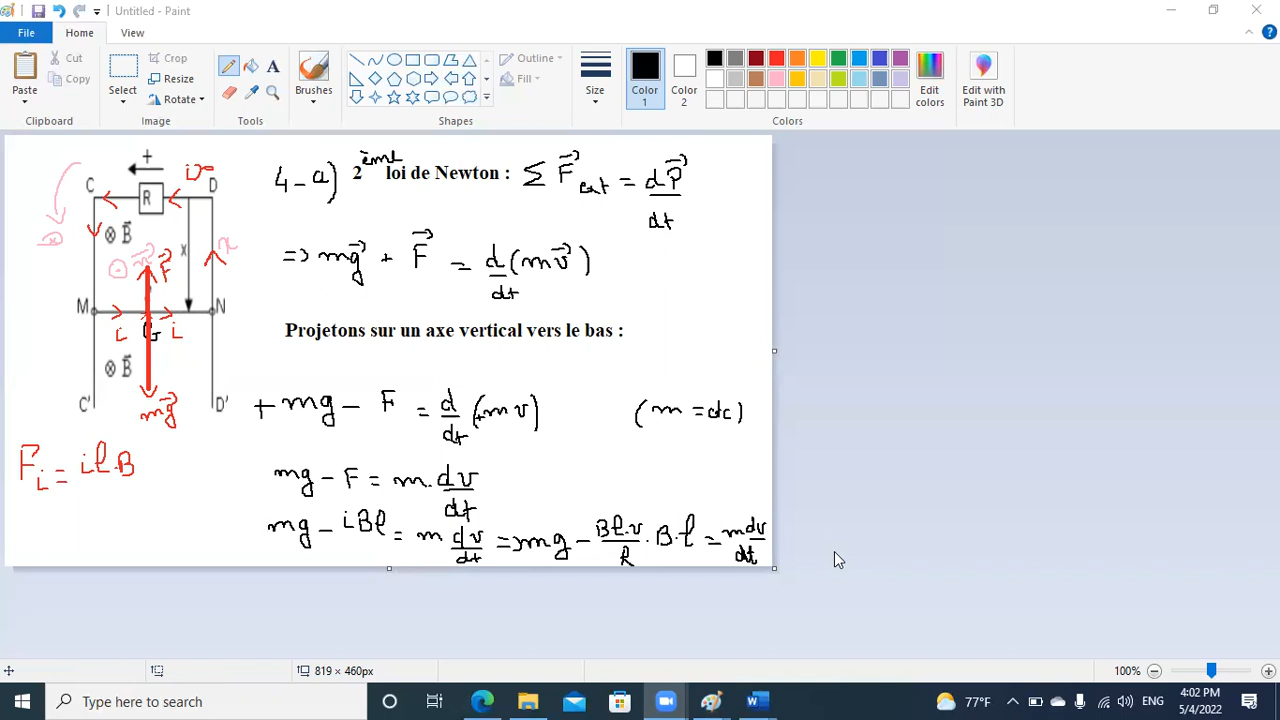 Untitled - Paint
File Home View
Paste
Cut
Copy
Clipboard
Select
Crop
Resize
Rotate
Image
A
Tools
Brushes
Shapes
Outline
Fill
Size
Color 1
Color 2
Colors
Edit colors
Edit with Paint 3D
+
C R D
⊗ B⃗
x
x
F⃗
M N
i G i
⊗ B⃗
C' D'
mg⃗
F_i = ilB
4-a) 2ème loi de Newton : Σ F⃗ext = dP⃗/dt
=> mg⃗ + F⃗ = d/dt (mv⃗)
Projetons sur un axe vertical vers le bas :
+mg - F = d/dt (+mv) (m = cte)
mg - F = m. dv/dt
mg - iBl = m dv/dt => mg - Bl.v/R . B.l = m dv/dt
819 × 460px
100%
Type here to search
77°F
ENG
4:02 PM
5/4/2022